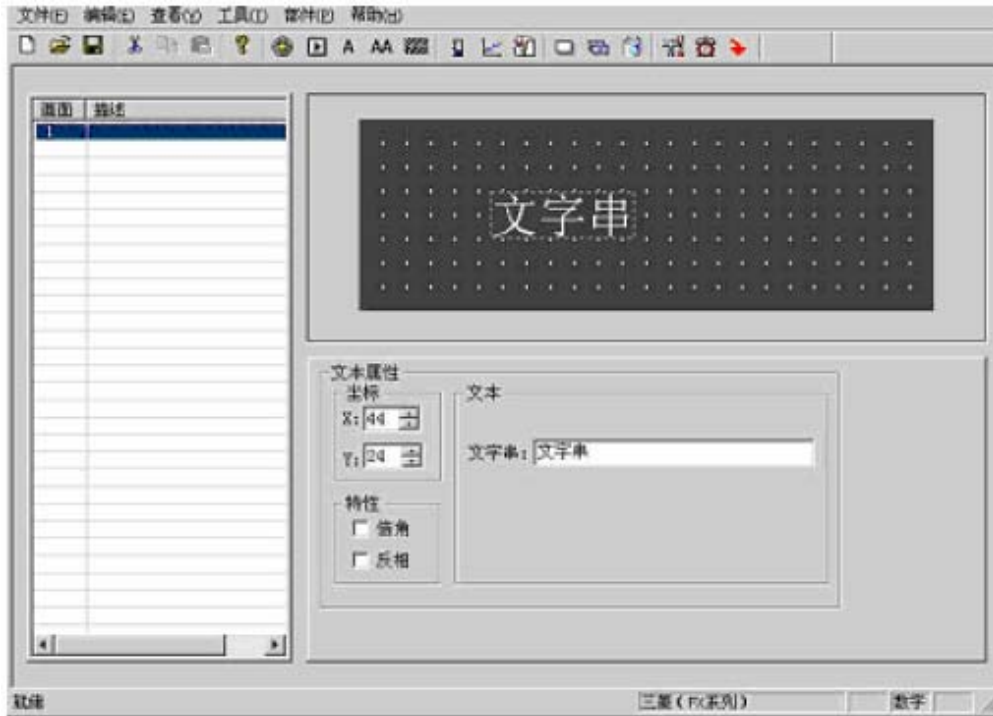 文件(F) 编辑(E) 查看(V) 工具(T) 部件(P) 帮助(H)
A AA
画面 描述
1
文字串
文本属性
坐标
X: 44
Y: 24
文本
文字串: 文字串
特性
倍角
反相
就绪
三菱(FX系列)
数字